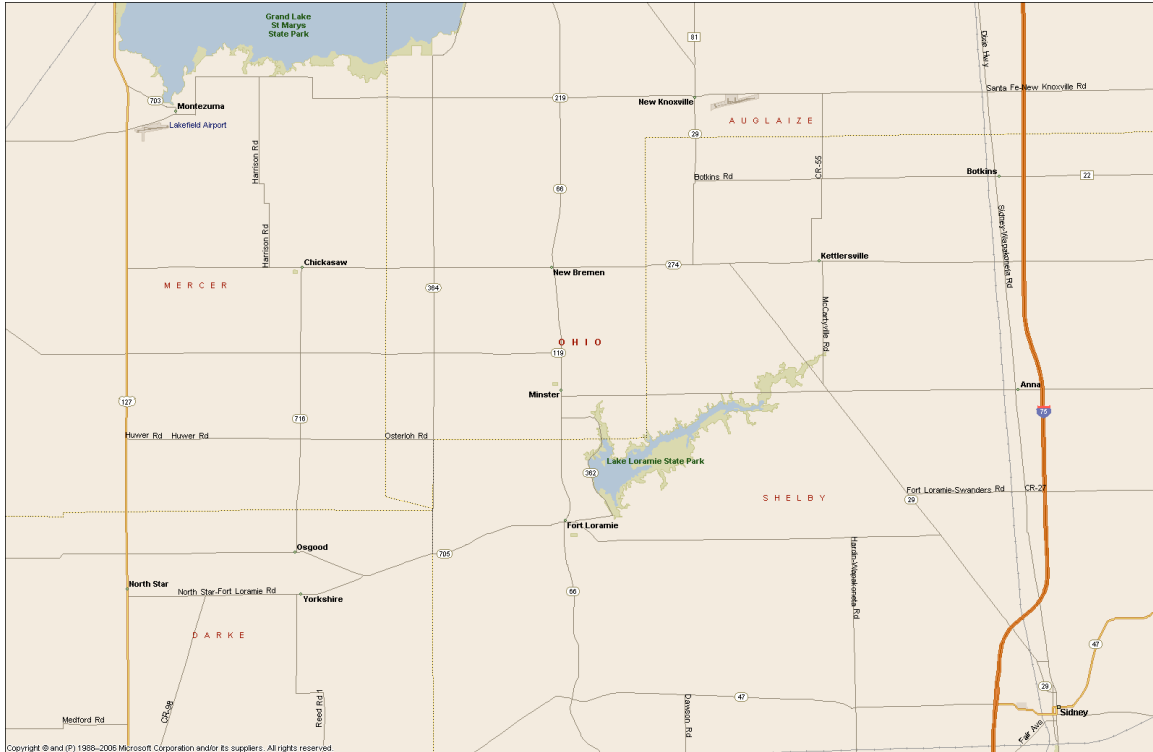 Grand Lake
St Marys
State Park
81
Dixie Hwy
Santa Fe-New Knoxville Rd
703
Montezuma
219
New Knoxville
Lakefield Airport
AUGLAIZE
29
Harrison Rd
CR-55
66
Botkins Rd
Botkins
22
Harrison Rd
Sidney-Wapakoneta Rd
Chickasaw
New Bremen
274
Kettlersville
MERCER
364
McCartyville Rd
OHIO
119
Minster
Anna
127
716
75
Huwer Rd
Huwer Rd
Osterloh Rd
Lake Loramie State Park
362
SHELBY
Fort Loramie-Swanders Rd
CR-27
29
Fort Loramie
Osgood
705
Hardin-Wapakoneta Rd
North Star
North Star-Fort Loramie Rd
Yorkshire
66
DARKE
47
29
47
Reed Rd 1
CR-98
Dawson Rd
Medford Rd
Sidney
Fair Ave
Copyright © and (P) 1988–2006 Microsoft Corporation and/or its suppliers. All rights reserved.